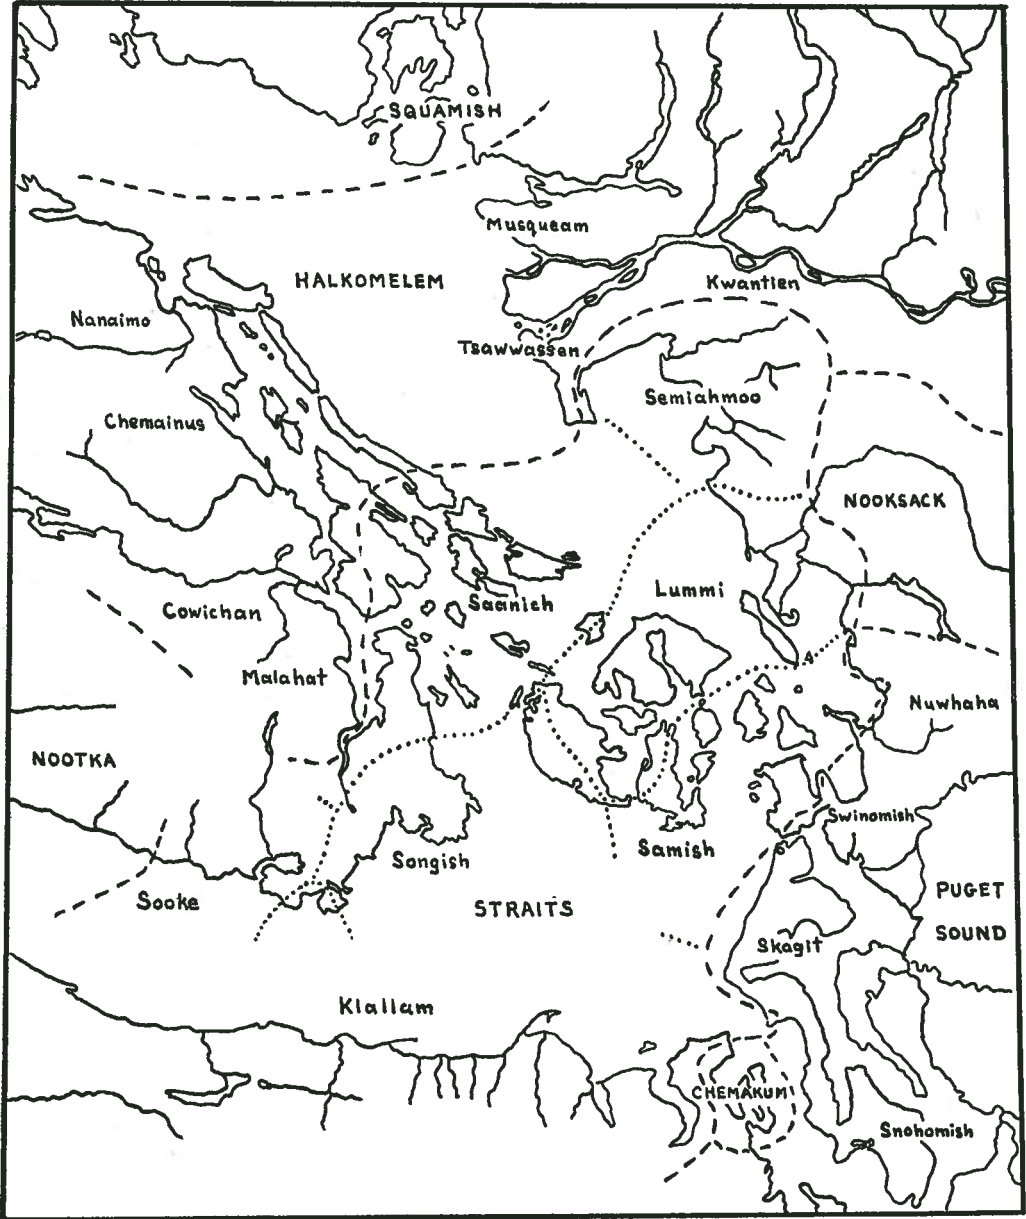 SQUAMISH
Musqueam
HALKOMELEM
Kwantlen
Nanaimo
Tsawwassen
Semiahmoo
Chemainus
NOOKSACK
Lummi
Saanich
Cowichan
Malahat
Nuwhaha
NOOTKA
Swinomish
Samish
Songish
PUGET
SOUND
Sooke
STRAITS
Skagit
Klallam
CHEMAKUM
Snohomish